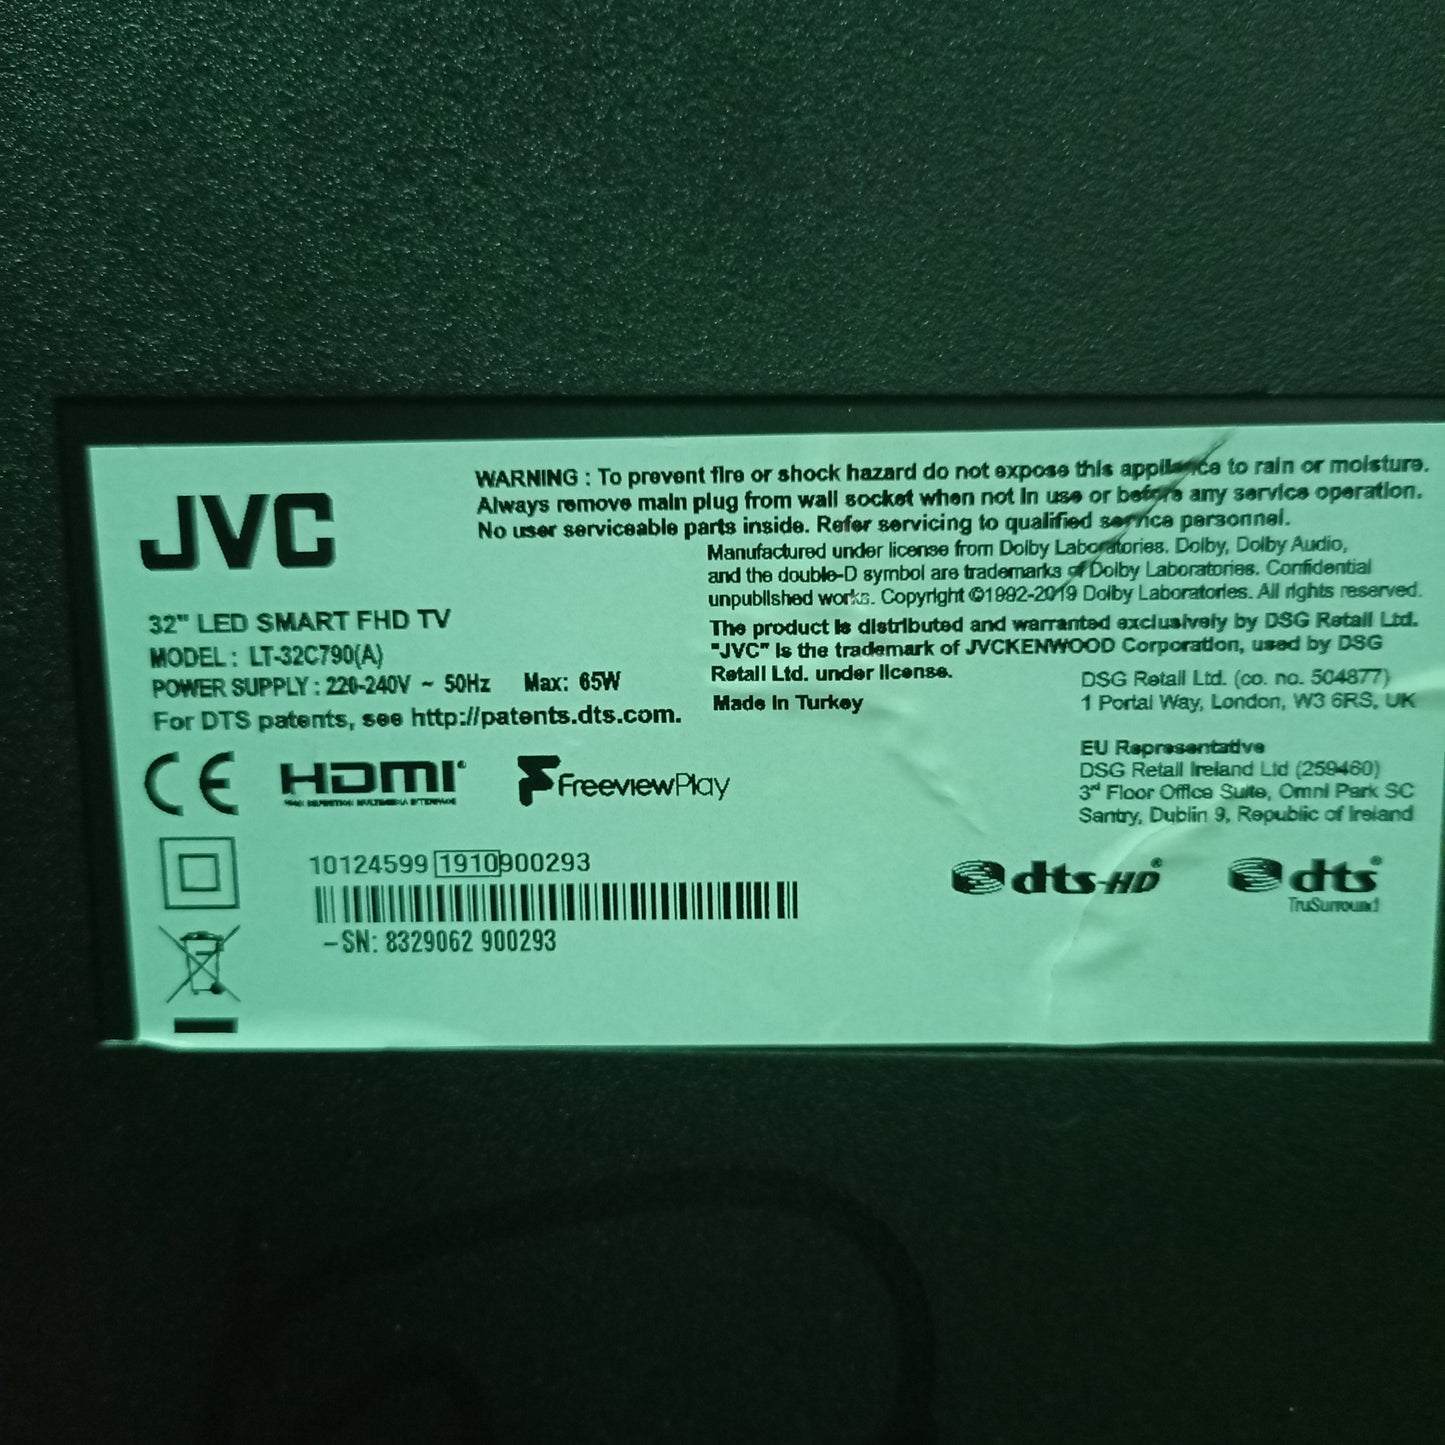 JVC
32" LED SMART FHD TV
MODEL : LT-32C790(A)
POWER SUPPLY : 220-240V ~ 50Hz Max: 65W
For DTS patents, see http://patents.dts.com.
WARNING : To prevent fire or shock hazard do not expose this appliance to rain or moisture.
Always remove main plug from wall socket when not in use or before any service operation.
No user serviceable parts inside. Refer servicing to qualified service personnel.
Manufactured under license from Dolby Laboratories. Dolby, Dolby Audio,
and the double-D symbol are trademarks of Dolby Laboratories. Confidential
unpublished works. Copyright ©1992-2019 Dolby Laboratories. All rights reserved.
The product is distributed and warranted exclusively by DSG Retail Ltd.
"JVC" is the trademark of JVCKENWOOD Corporation, used by DSG
Retail Ltd. under license.
Made in Turkey
DSG Retail Ltd. (co. no. 504877)
1 Portal Way, London, W3 6RS, UK
EU Representative
DSG Retail Ireland Ltd (259460)
3rd Floor Office Suite, Omni Park SC
Santry, Dublin 9, Republic of Ireland
CE
HDMI®
HIGH DEFINITION MULTIMEDIA INTERFACE
FreeviewPlay
10124599 1910900293
-SN: 8329062 900293
dts-HD®
dts®
TruSurround